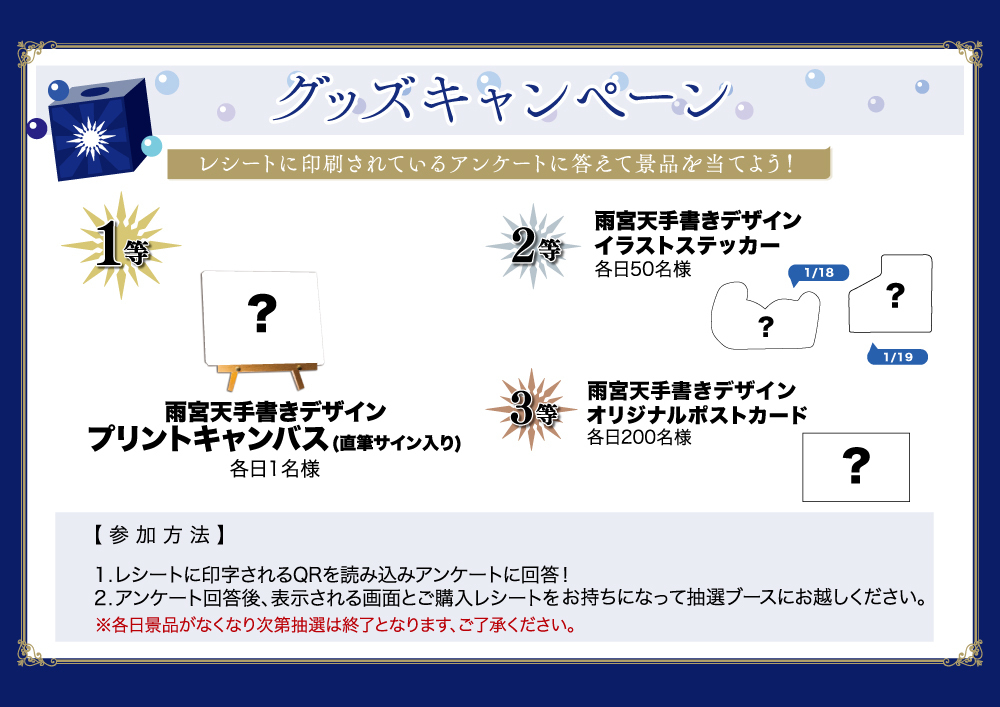 グッズキャンペーン
レシートに印刷されているアンケートに答えて景品を当てよう！
1等
?
雨宮天手書きデザイン
プリントキャンバス(直筆サイン入り)
各日1名様
2等
雨宮天手書きデザイン
イラストステッカー
各日50名様
1/18
?
?
1/19
3等
雨宮天手書きデザイン
オリジナルポストカード
各日200名様
?
【参加方法】
1.レシートに印字されるQRを読み込みアンケートに回答！
2.アンケート回答後、表示される画面とご購入レシートをお持ちになって抽選ブースにお越しください。
※各日景品がなくなり次第抽選は終了となります、ご了承ください。